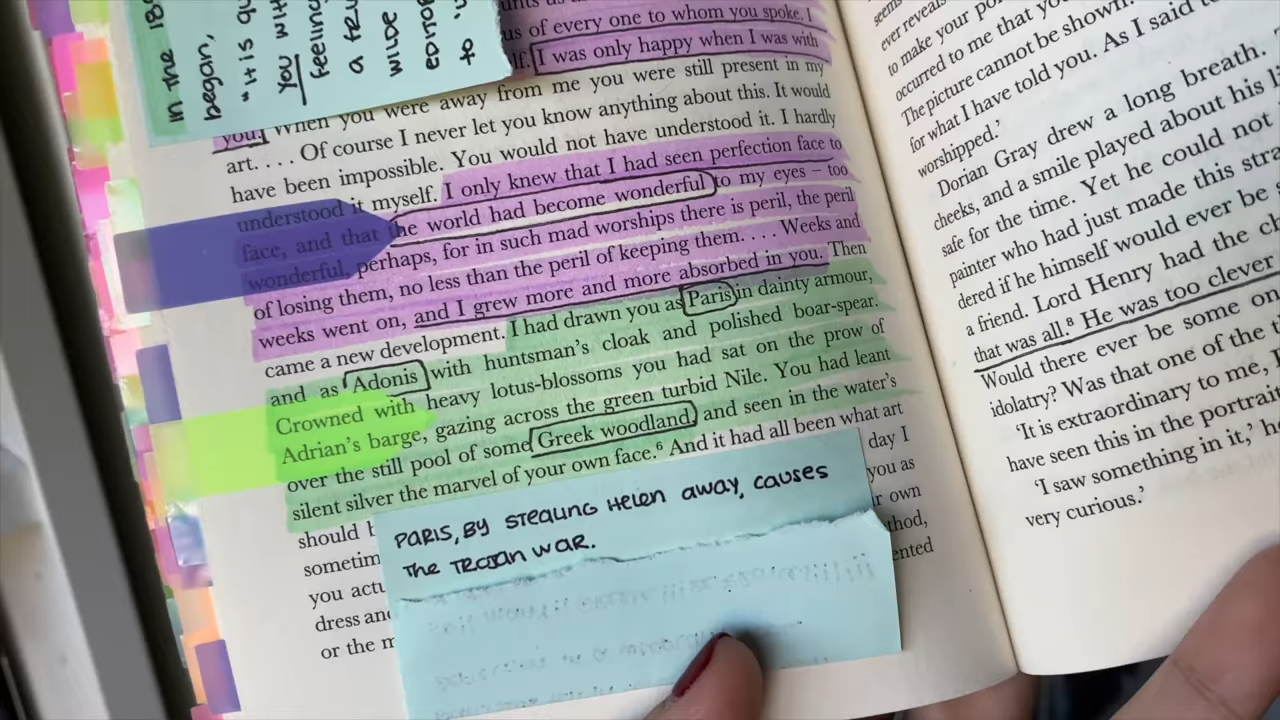 In the 18
began,
"It is qu
you wit
feeling
a tru
wilde
to
us of every one to whom you spoke. I
I was only happy when I was with
you. When you were away from me you were still present in my
art. . . . Of course I never let you know anything about this. It would
have been impossible. You would not have understood it. I hardly
understood it myself. I only knew that I had seen perfection face to
face, and that the world had become wonderful to my eyes – too
wonderful, perhaps, for in such mad worships there is peril, the peril
of losing them, no less than the peril of keeping them. . . . Weeks and
weeks went on, and I grew more and more absorbed in you. Then
came a new development. I had drawn you as Paris in dainty armour,
and as Adonis with huntsman's cloak and polished boar-spear.
Crowned with heavy lotus-blossoms you had sat on the prow of
Adrian's barge, gazing across the green turbid Nile. You had leant
over the still pool of some Greek woodland and seen in the water's
silent silver the marvel of your own face.⁶ And it had all been what art
should b day I
sometim you as
you actu r own
dress and thod,
or the m ented
Paris, by stealing Helen away, causes
the Trojan War.
seems
ever reveals
to make your po
occurred to me that yo
The picture cannot be shown.
for what I have told you. As I said to
worshipped.'
Dorian Gray drew a long breath.
cheeks, and a smile played about his li
safe for the time. Yet he could not
painter who had just made this stra
dered if he himself would ever be
a friend. Lord Henry had the ch
that was all.⁸ He was too clever
Would there ever be some on
idolatry? Was that one of the t
'It is extraordinary to me, I
have seen this in the portrait
'I saw something in it,' he
very curious.'